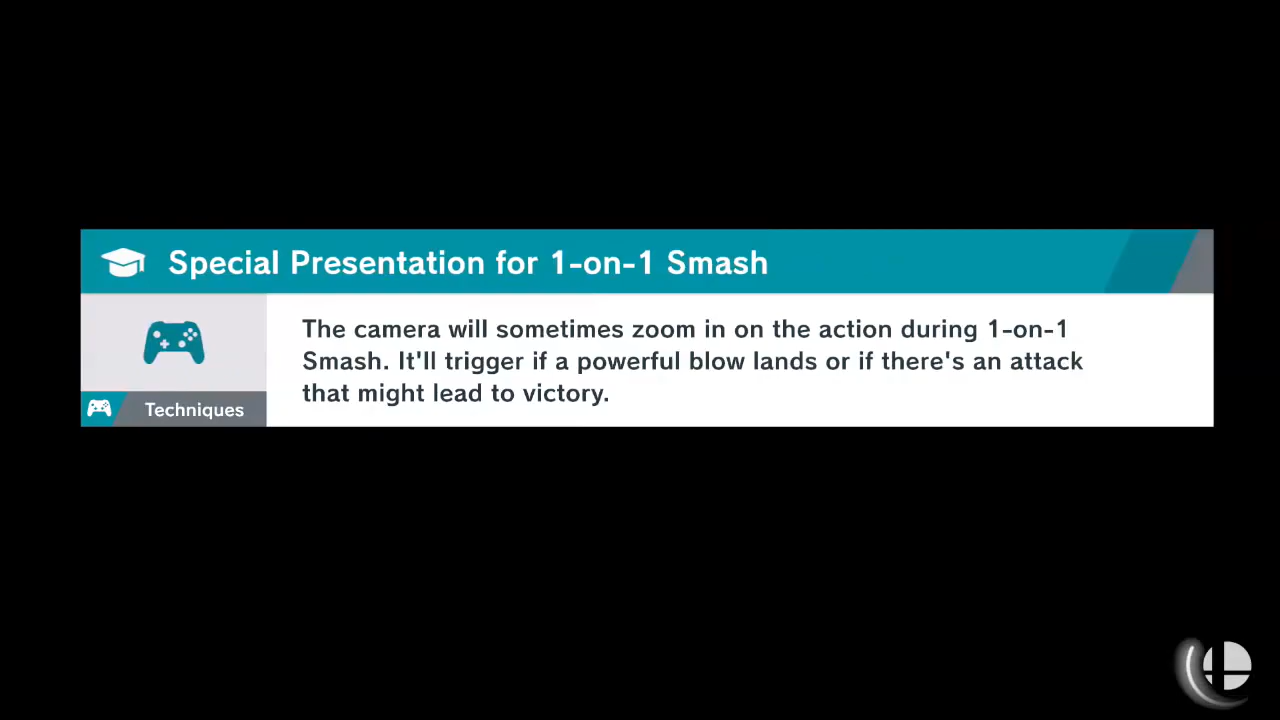 Special Presentation for 1-on-1 Smash
The camera will sometimes zoom in on the action during 1-on-1
Smash. It'll trigger if a powerful blow lands or if there's an attack
that might lead to victory.
Techniques